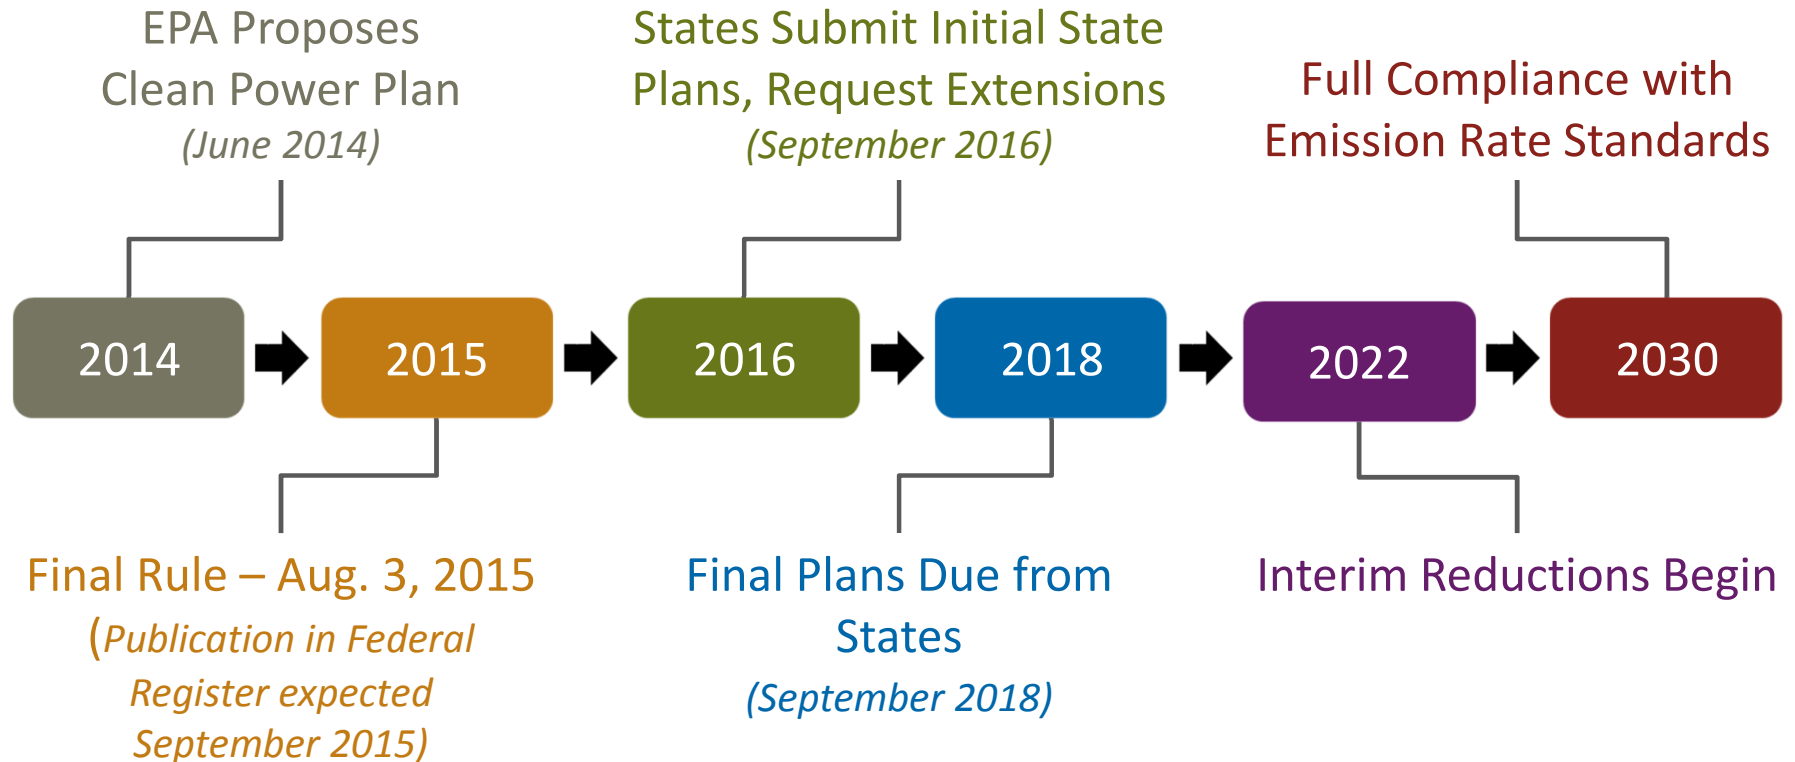 EPA Proposes
Clean Power Plan
(June 2014)
States Submit Initial State
Plans, Request Extensions
(September 2016)
Full Compliance with
Emission Rate Standards
2014
2015
2016
2018
2022
2030
Final Rule – Aug. 3, 2015
(Publication in Federal
Register expected
September 2015)
Final Plans Due from
States
(September 2018)
Interim Reductions Begin